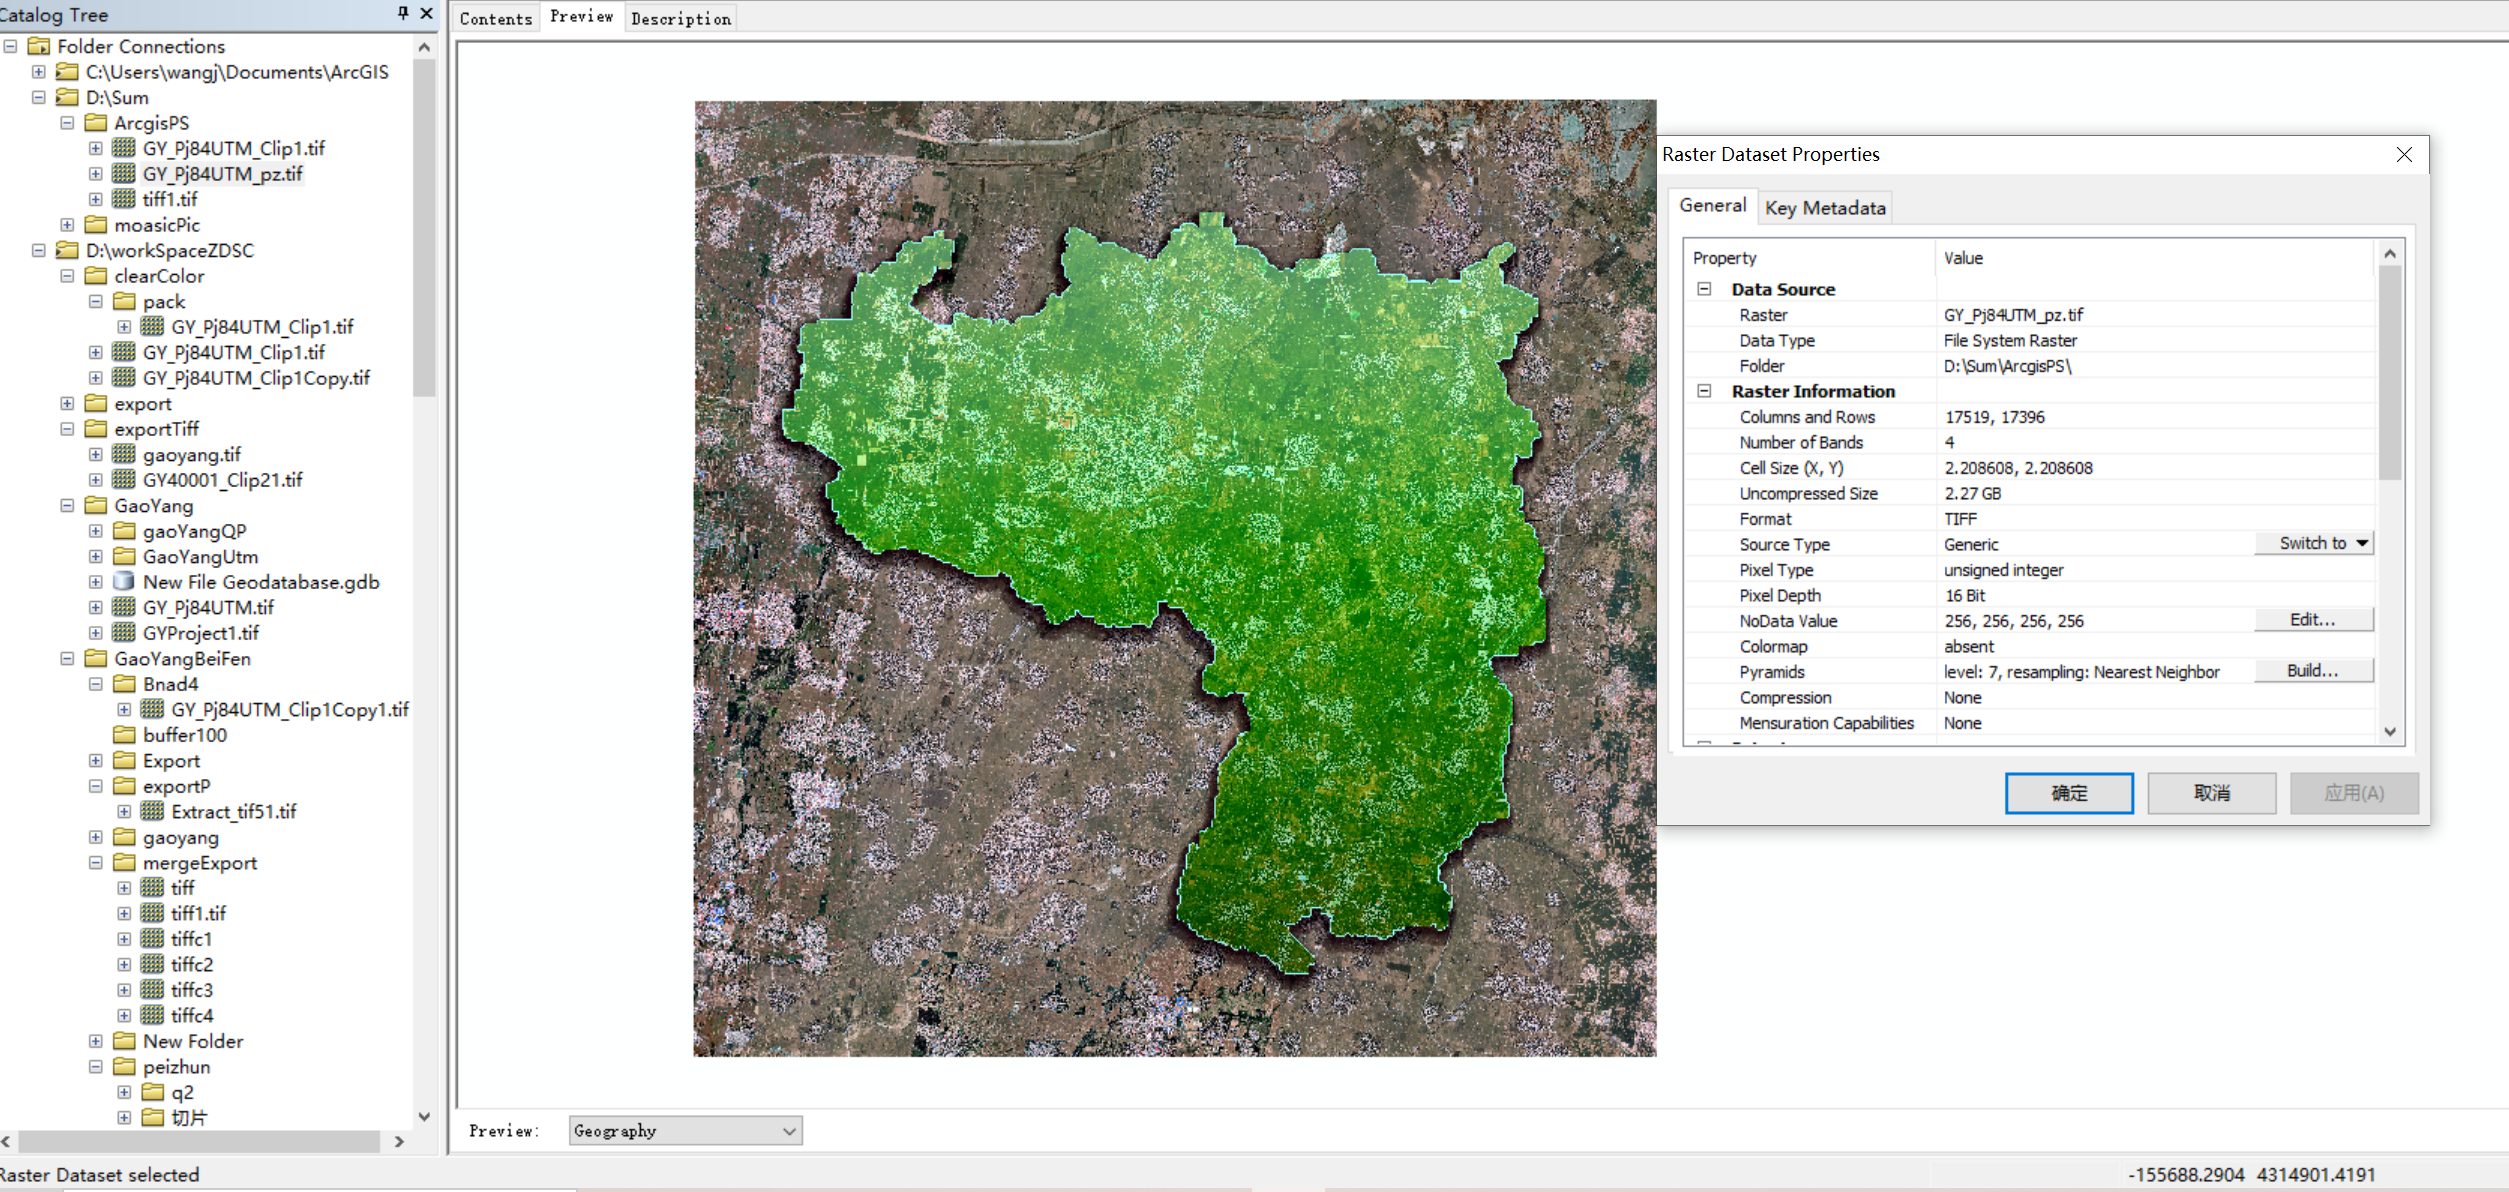 Catalog Tree
Folder Connections
C:\Users\wangj\Documents\ArcGIS
D:\Sum
ArcgisPS
GY_Pj84UTM_Clip1.tif
GY_Pj84UTM_pz.tif
tiff1.tif
moasicPic
D:\workSpaceZDSC
clearColor
pack
GY_Pj84UTM_Clip1.tif
GY_Pj84UTM_Clip1.tif
GY_Pj84UTM_Clip1Copy.tif
export
exportTiff
gaoyang.tif
GY40001_Clip21.tif
GaoYang
gaoYangQP
GaoYangUtm
New File Geodatabase.gdb
GY_Pj84UTM.tif
GYProject1.tif
GaoYangBeiFen
Bnad4
GY_Pj84UTM_Clip1Copy1.tif
buffer100
Export
exportP
Extract_tif51.tif
gaoyang
mergeExport
tiff
tiff1.tif
tiffc1
tiffc2
tiffc3
tiffc4
New Folder
peizhun
q2
切片
Contents Preview Description
Raster Dataset Properties
General Key Metadata
Property Value
Data Source
Raster GY_Pj84UTM_pz.tif
Data Type File System Raster
Folder D:\Sum\ArcgisPS\
Raster Information
Columns and Rows 17519, 17396
Number of Bands 4
Cell Size (X, Y) 2.208608, 2.208608
Uncompressed Size 2.27 GB
Format TIFF
Source Type Generic Switch to
Pixel Type unsigned integer
Pixel Depth 16 Bit
NoData Value 256, 256, 256, 256 Edit...
Colormap absent
Pyramids level: 7, resampling: Nearest Neighbor Build...
Compression None
Mensuration Capabilities None
确定 取消 应用(A)
Preview: Geography
Raster Dataset selected
-155688.2904 4314901.4191